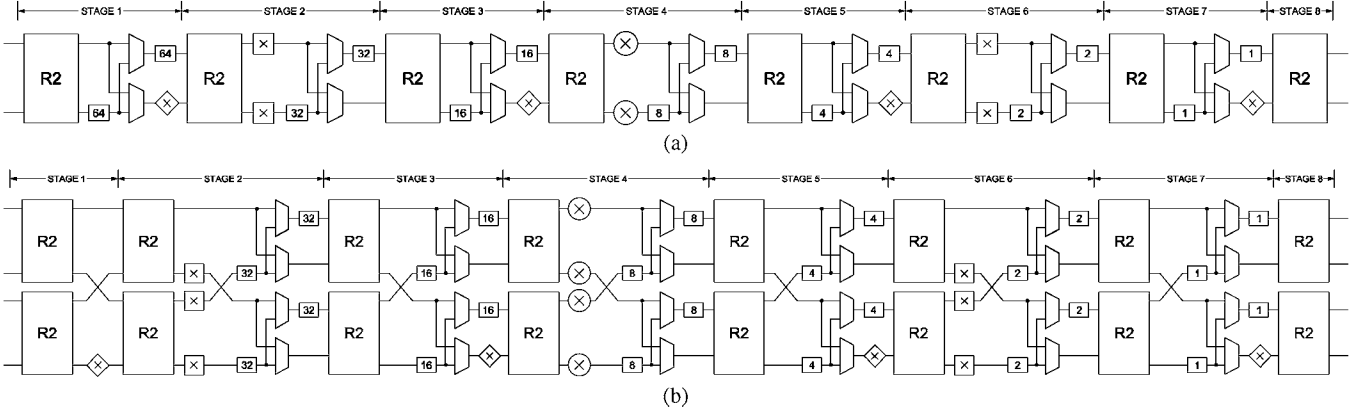 STAGE 1 STAGE 2 STAGE 3 STAGE 4 STAGE 5 STAGE 6 STAGE 7 STAGE 8
64 × 32 16 × 8 4 × 2 1
R2 R2 R2 R2 R2 R2 R2 R2
64 × × 32 16 × × 8 4 × × 2 1 ×
(a)
STAGE 1 STAGE 2 STAGE 3 STAGE 4 STAGE 5 STAGE 6 STAGE 7 STAGE 8
× 
32 16 8 4 2 1
R2 R2 R2 R2 R2 R2 R2 R2
× 32 16 × 8 4 × 2 1
× 32 16 × 8 4 × 2 1
R2 R2 R2 R2 R2 R2 R2 R2
× × 32 16 × × 8 4 × × 2 1 ×
(b)